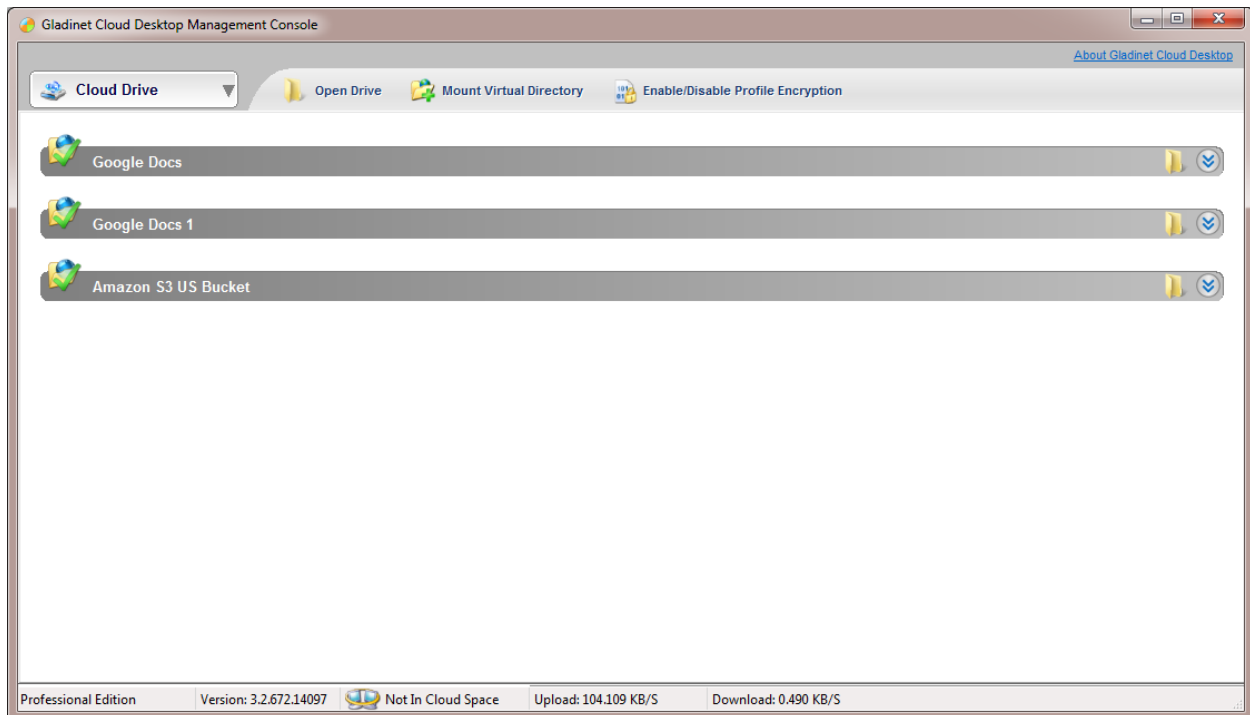 Gladinet Cloud Desktop Management Console
About Gladinet Cloud Desktop
Cloud Drive Open Drive Mount Virtual Directory Enable/Disable Profile Encryption
Google Docs
Google Docs 1
Amazon S3 US Bucket
Professional Edition Version: 3.2.672.14097 Not In Cloud Space Upload: 104.109 KB/S Download: 0.490 KB/S